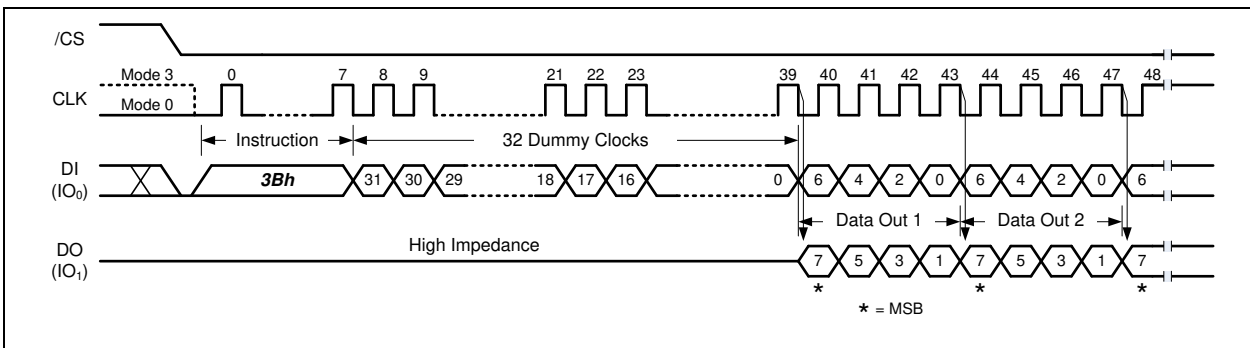 /CS
Mode 3 0 7 8 9 21 22 23 39 40 41 42 43 44 45 46 47 48
CLK
Mode 0
Instruction 32 Dummy Clocks
DI
(IO₀)
3Bh 31 30 29 18 17 16 0 6 4 2 0 6 4 2 0 6
Data Out 1 Data Out 2
DO
(IO₁)
High Impedance
7 5 3 1 7 5 3 1 7
* * *
* = MSB